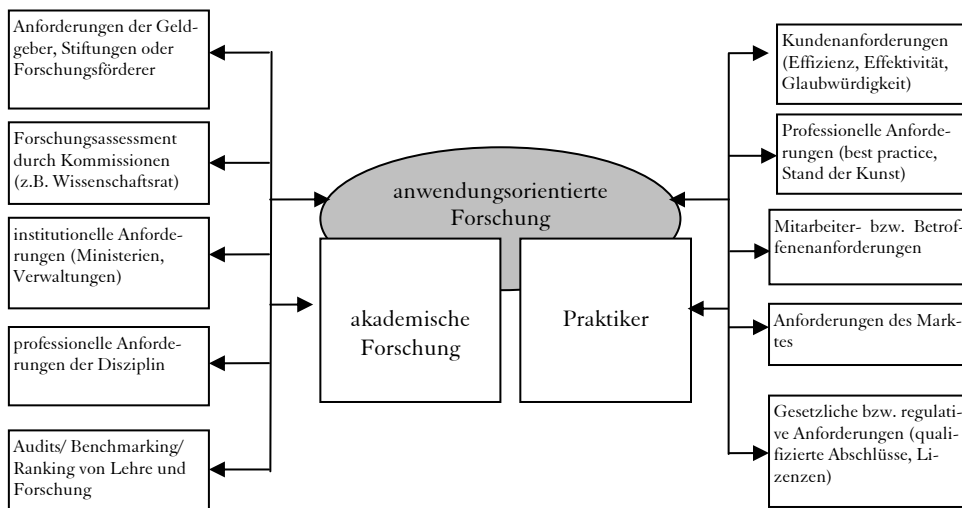 Anforderungen der Geld-
geber, Stiftungen oder
Forschungsförderer
Forschungsassessment
durch Kommissionen
(z.B. Wissenschaftsrat)
institutionelle Anforde-
rungen (Ministerien,
Verwaltungen)
professionelle Anforde-
rungen der Disziplin
Audits/ Benchmarking/
Ranking von Lehre und
Forschung
anwendungsorientierte
Forschung
akademische
Forschung
Praktiker
Kundenanforderungen
(Effizienz, Effektivität,
Glaubwürdigkeit)
Professionelle Anforde-
rungen (best practice,
Stand der Kunst)
Mitarbeiter- bzw. Betrof-
fenenanforderungen
Anforderungen des Mark-
tes
Gesetzliche bzw. regulat-
ive Anforderungen (quali-
fizierte Abschlüsse, Li-
zenzen)